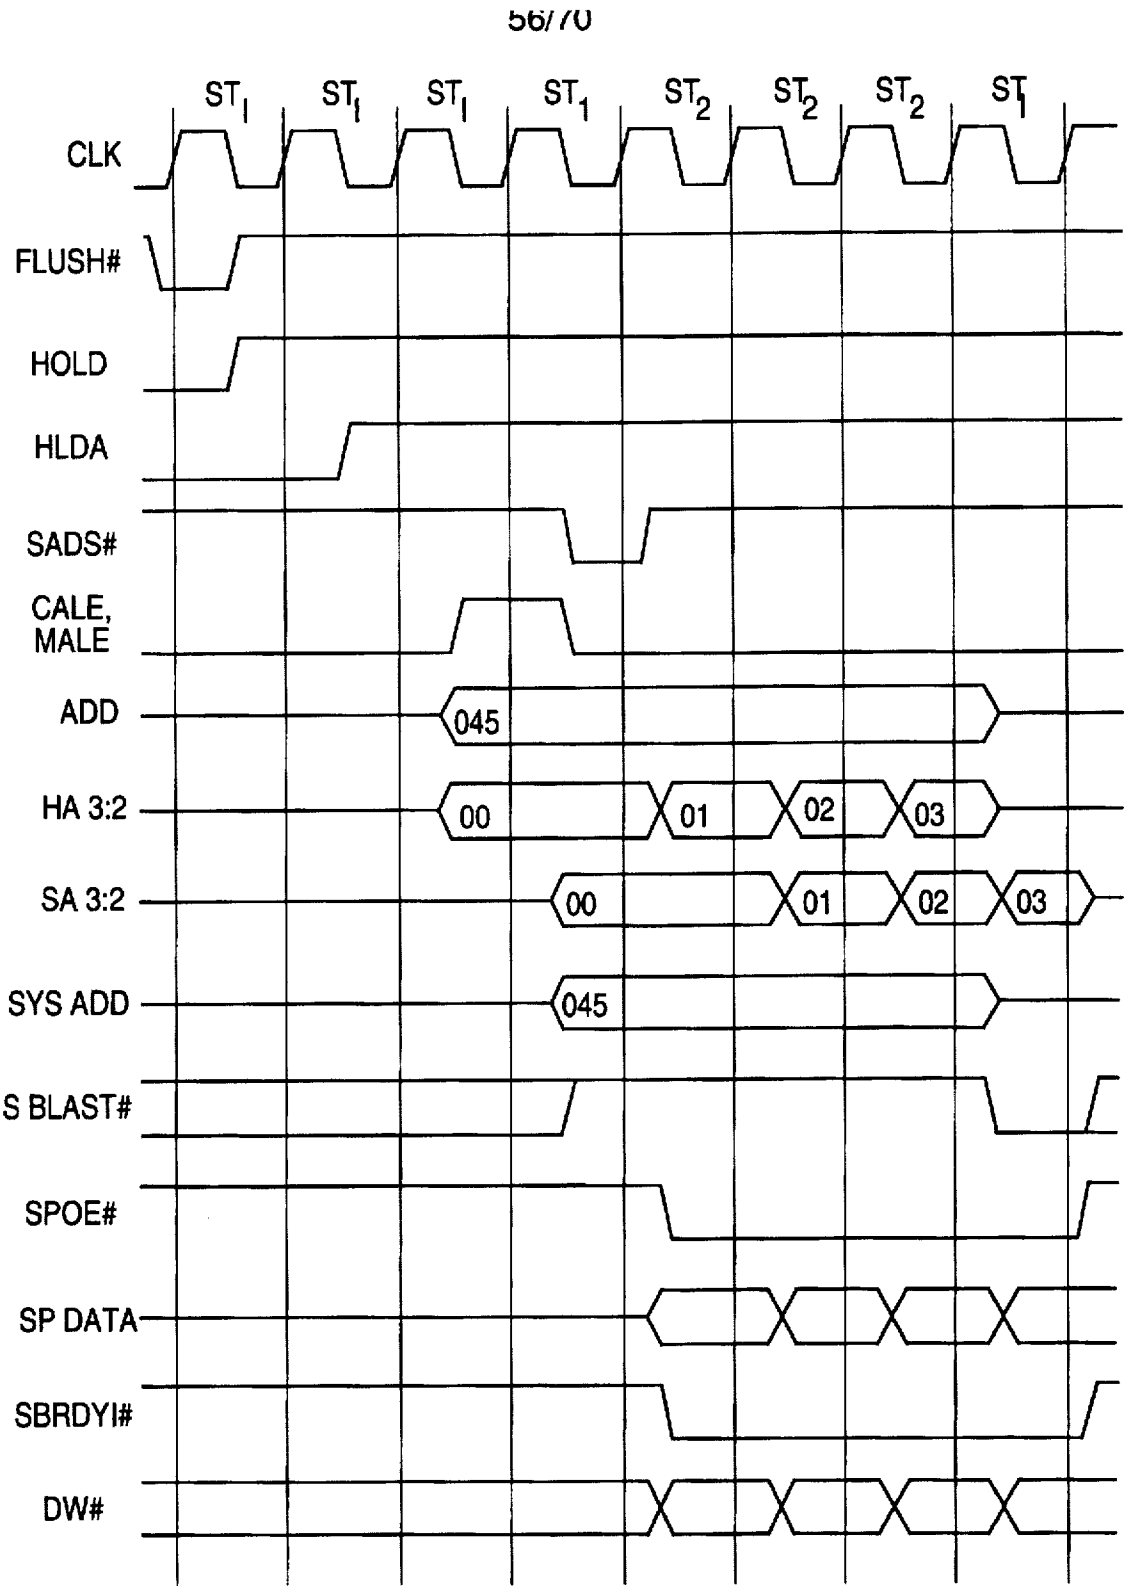 56/70
ST1 ST1 ST1 ST1 ST2 ST2 ST2 ST1
CLK
FLUSH#
HOLD
HLDA
SADS#
CALE,
MALE
ADD 045
HA 3:2 00 01 02 03
SA 3:2 00 01 02 03
SYS ADD 045
S BLAST#
SPOE#
SP DATA
SBRDYI#
DW#